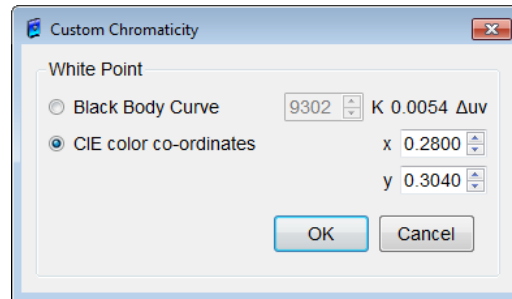 Custom Chromaticity
White Point
Black Body Curve 9302 K 0.0054 Δuv
CIE color co-ordinates x 0.2800
y 0.3040
OK Cancel